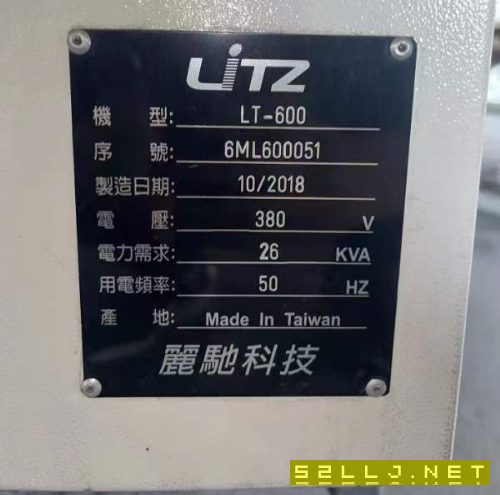 LiTZ
機型: LT-600
序號: 6ML600051
製造日期: 10/2018
電壓: 380 V
電力需求: 26 KVA
用電頻率: 50 HZ
產地: Made In Taiwan
麗馳科技
52LLJ.NET